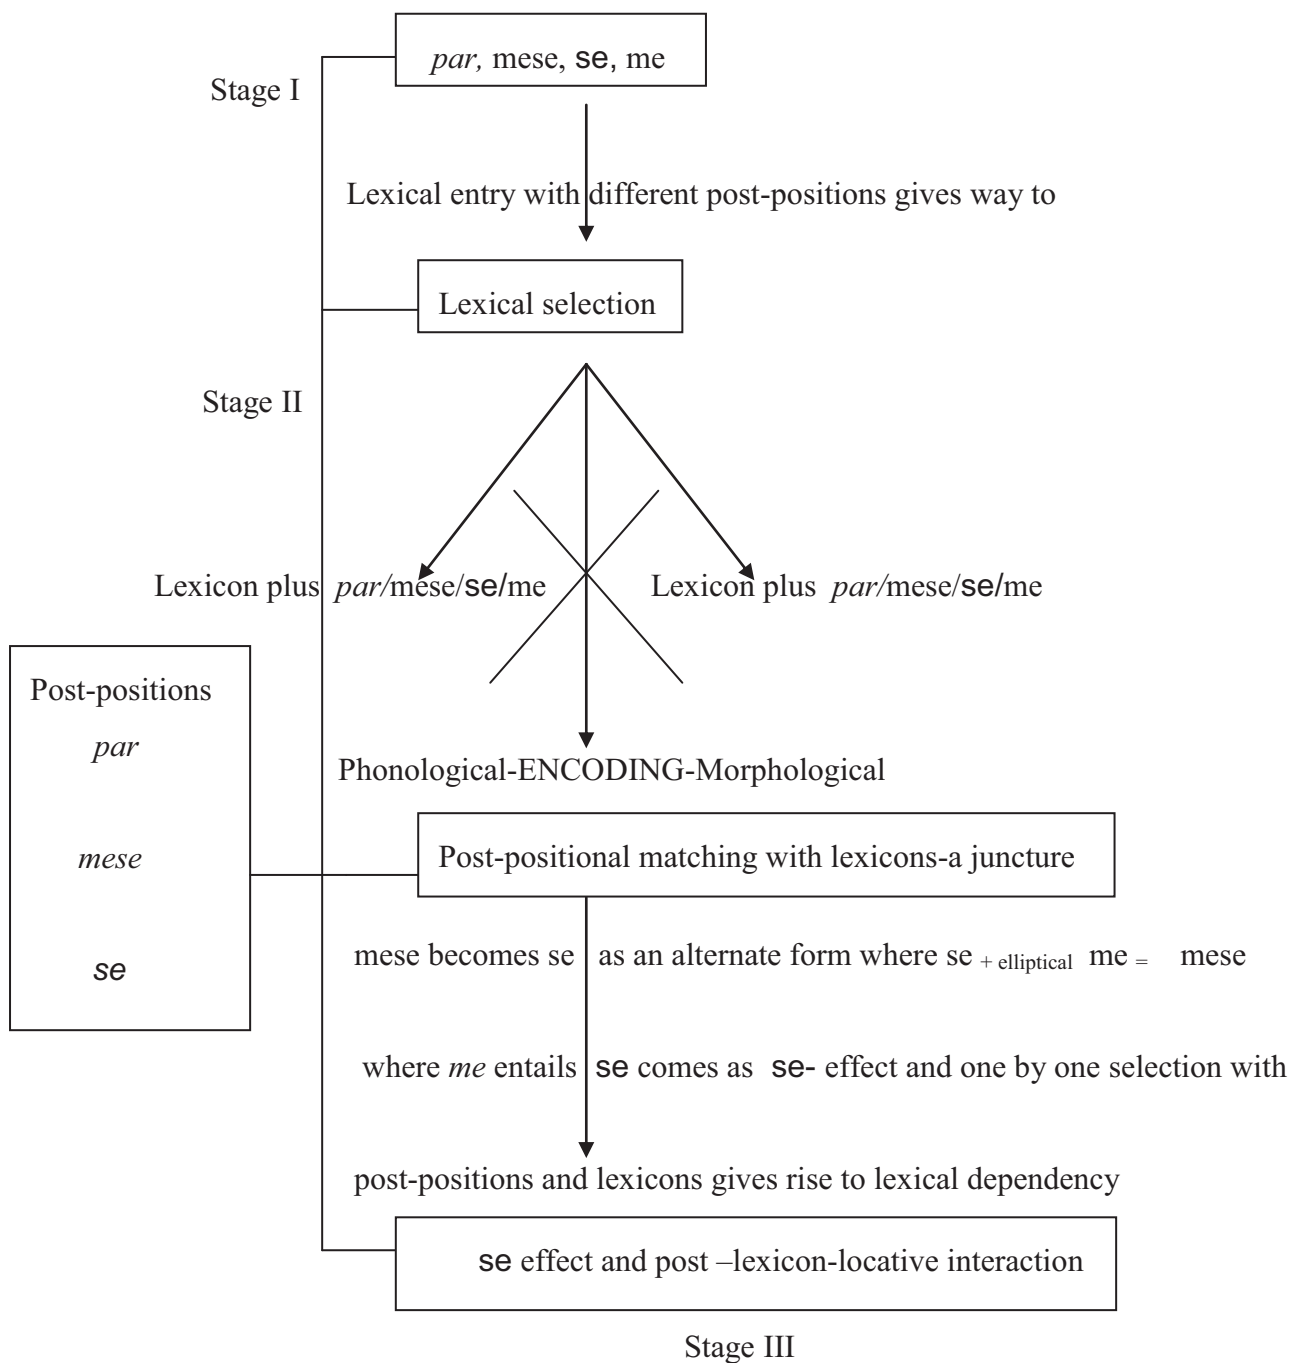 par, mese, se, me
Stage I
Lexical entry with different post-positions gives way to
Lexical selection
Stage II
Lexicon plus par/mese/se/me
Lexicon plus par/mese/se/me
Post-positions
par
mese
se
Phonological-ENCODING-Morphological
Post-positional matching with lexicons-a juncture
mese becomes se as an alternate form where se + elliptical me = mese
where me entails se comes as se- effect and one by one selection with
post-positions and lexicons gives rise to lexical dependency
se effect and post –lexicon-locative interaction
Stage III